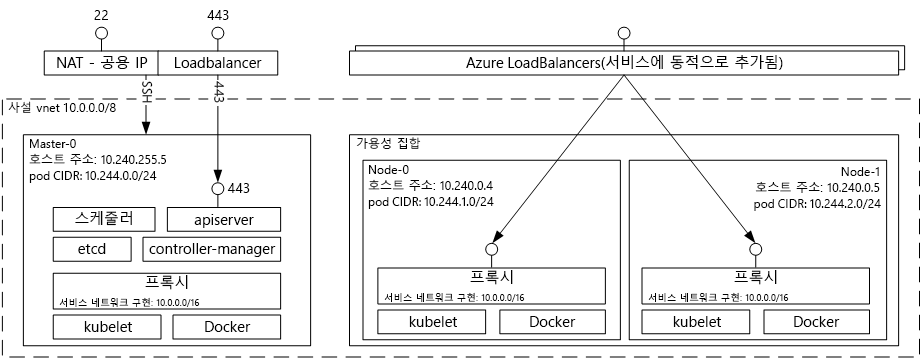 22
443
NAT - 공용 IP
Loadbalancer
Azure LoadBalancers(서비스에 동적으로 추가됨)
SSH
443
사설 vnet 10.0.0.0/8
Master-0
호스트 주소: 10.240.255.5
pod CIDR: 10.244.0.0/24
443
스케줄러
apiserver
etcd
controller-manager
프록시
서비스 네트워크 구현: 10.0.0.0/16
kubelet
Docker
가용성 집합
Node-0
호스트 주소: 10.240.0.4
pod CIDR: 10.244.1.0/24
프록시
서비스 네트워크 구현: 10.0.0.0/16
kubelet
Docker
Node-1
호스트 주소: 10.240.0.5
pod CIDR: 10.244.2.0/24
프록시
서비스 네트워크 구현: 10.0.0.0/16
kubelet
Docker